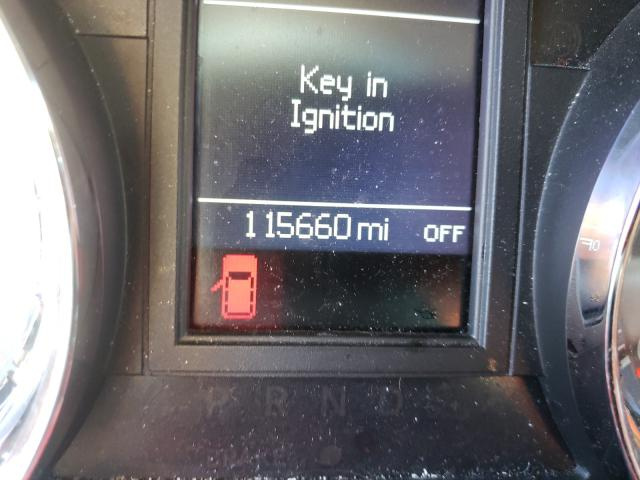 Key in
Ignition
115660 mi OFF
P R N D